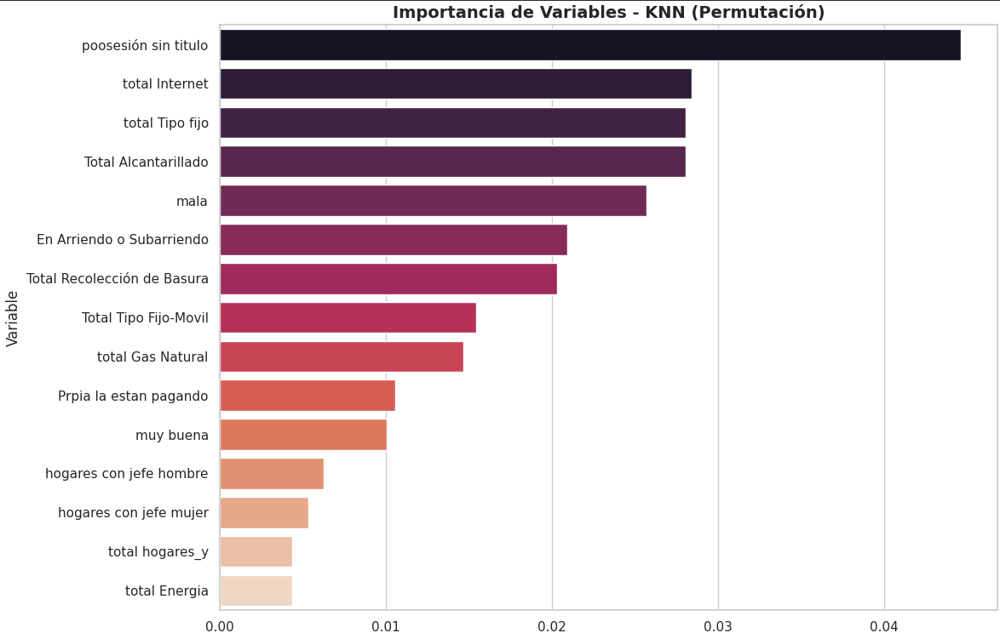 Importancia de Variables - KNN (Permutación)
poosesión sin titulo
total Internet
total Tipo fijo
Total Alcantarillado
mala
En Arriendo o Subarriendo
Total Recolección de Basura
Total Tipo Fijo-Movil
total Gas Natural
Prpia la estan pagando
muy buena
hogares con jefe hombre
hogares con jefe mujer
total hogares_y
total Energia
Variable
0.00 0.01 0.02 0.03 0.04